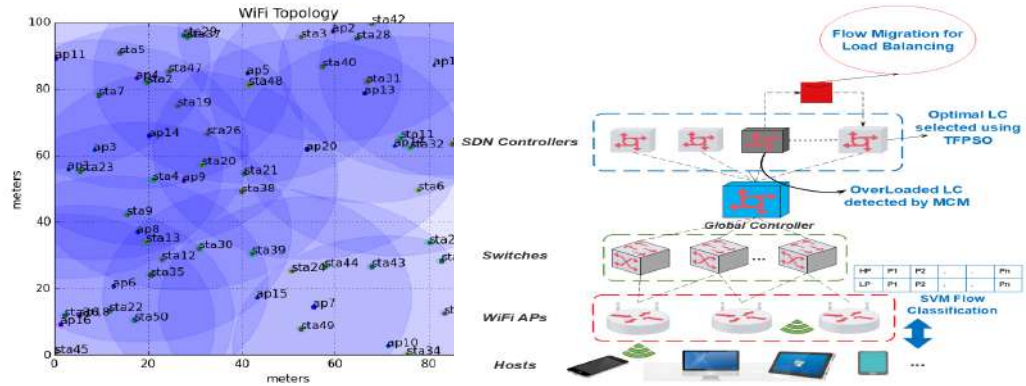 WiFi Topology
meters
100
80
60
40
20
0
0
20
40
60
80
meters
sta42
ap2
sta3
sta28
sta37
sta5
ap11
ap4
sta2
sta47
ap5
sta48
sta40
sta31
ap13
sta7
sta19
ap14
sta26
ap3
ap20
sta11
sta32
sta23
sta4
ap9
sta20
sta21
sta38
sta6
sta9
ap8
sta13
sta12
sta30
sta39
sta35
sta24
sta44
sta43
ap6
ap15
ap7
sta22
sta50
ap16
sta49
ap10
sta34
sta45
Flow Migration for
Load Balancing
SDN Controllers
Optimal LC
selected using
TFPSO
OverLoaded LC
detected by MCM
Global Controller
Switches
...
HP P1 P2 . . Pn
LP P1 P2 . . Pn
SVM Flow
Classification
WiFi APs
Hosts
...